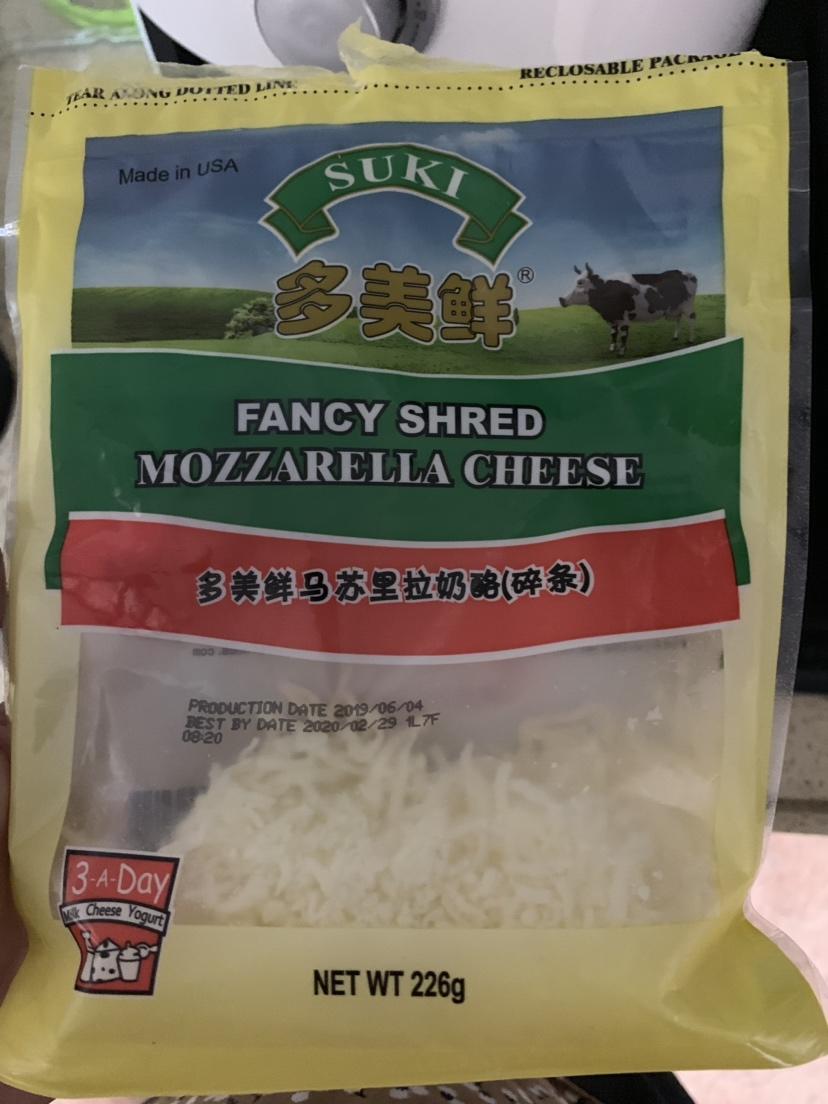 TEAR ALONG DOTTED LINE
RECLOSABLE PACKAGE
Made in USA
SUKI
多美鲜®
FANCY SHRED
MOZZARELLA CHEESE
多美鲜马苏里拉奶酪(碎条)
PRODUCTION DATE 2019/06/04
BEST BY DATE 2020/02/29 1L7F
08:20
3-A-Day
Milk Cheese Yogurt
NET WT 226g